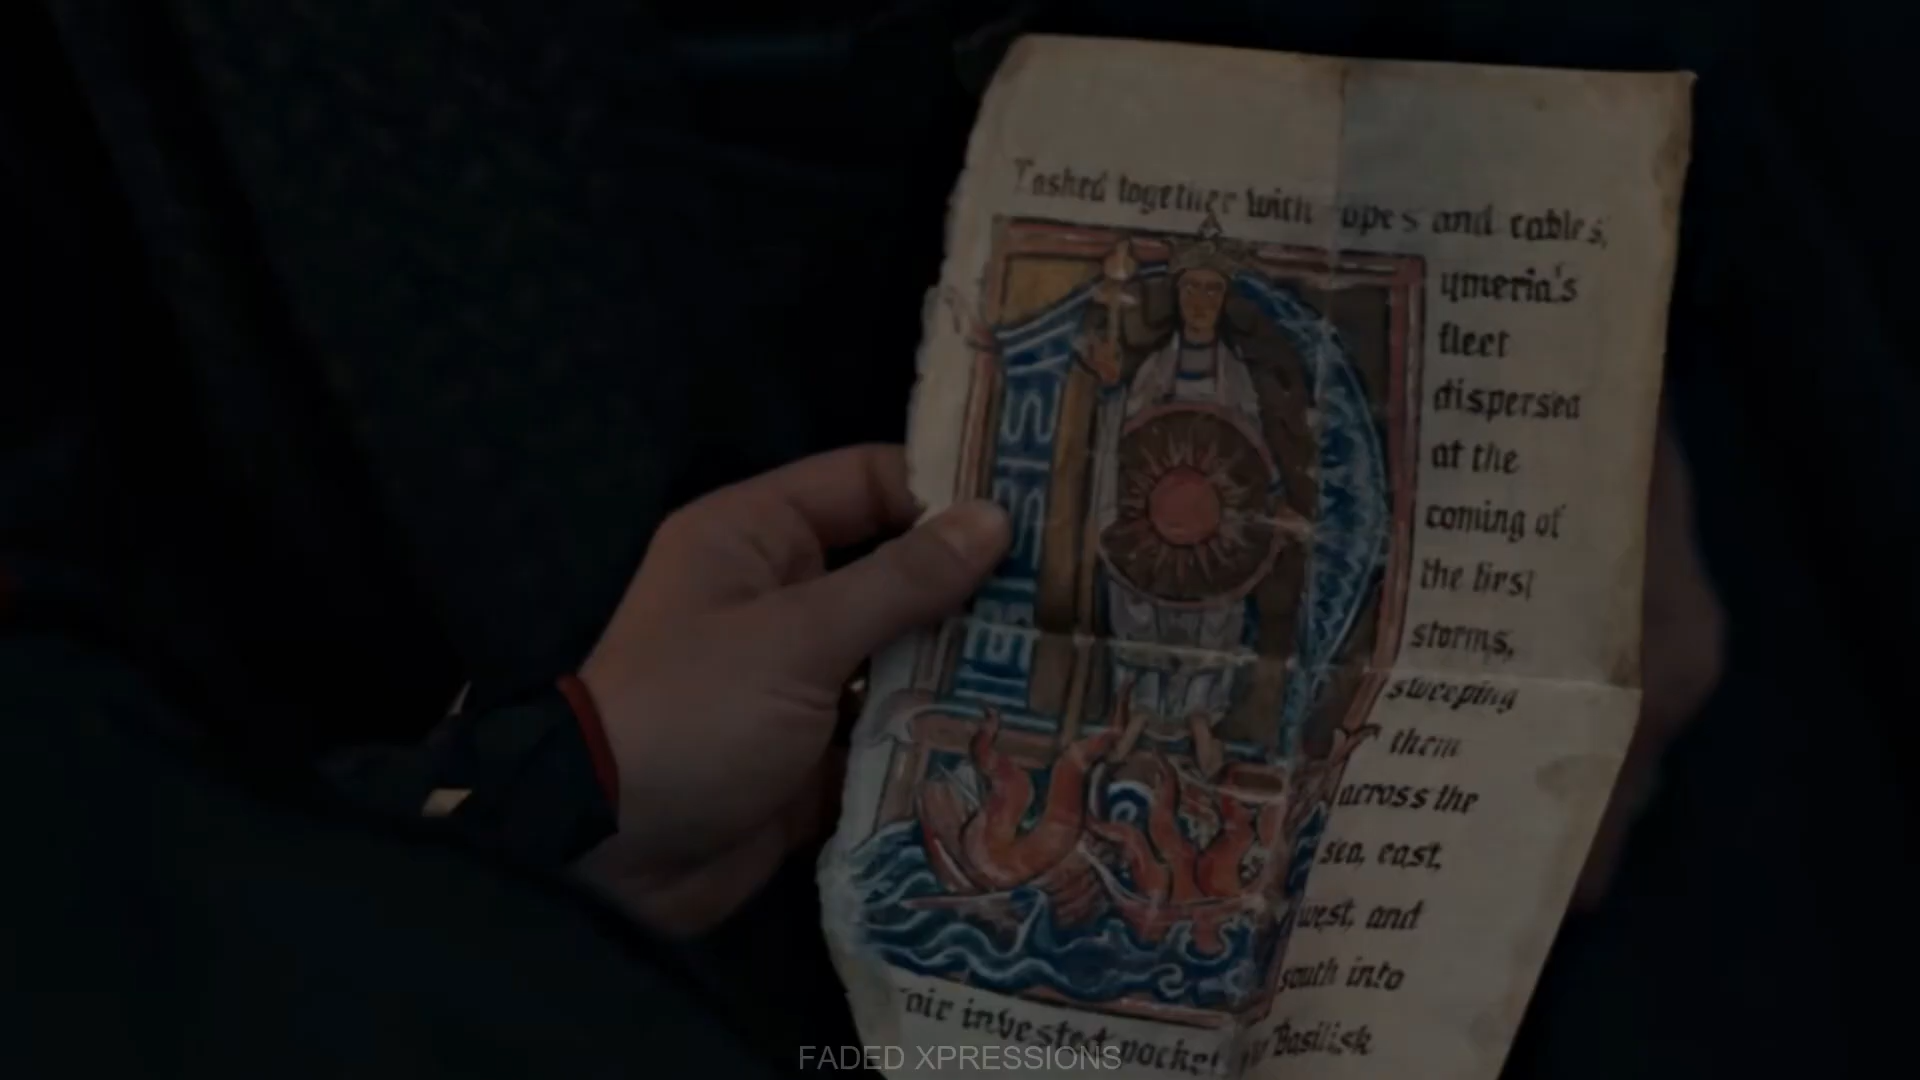 Lashed together with ropes and cables,
ymeria's
fleet
dispersed
at the
coming of
the first
storms,
sweeping
them
across the
sea, east,
west, and
south into
invested
Basilisk
FADED XPRESSIONS